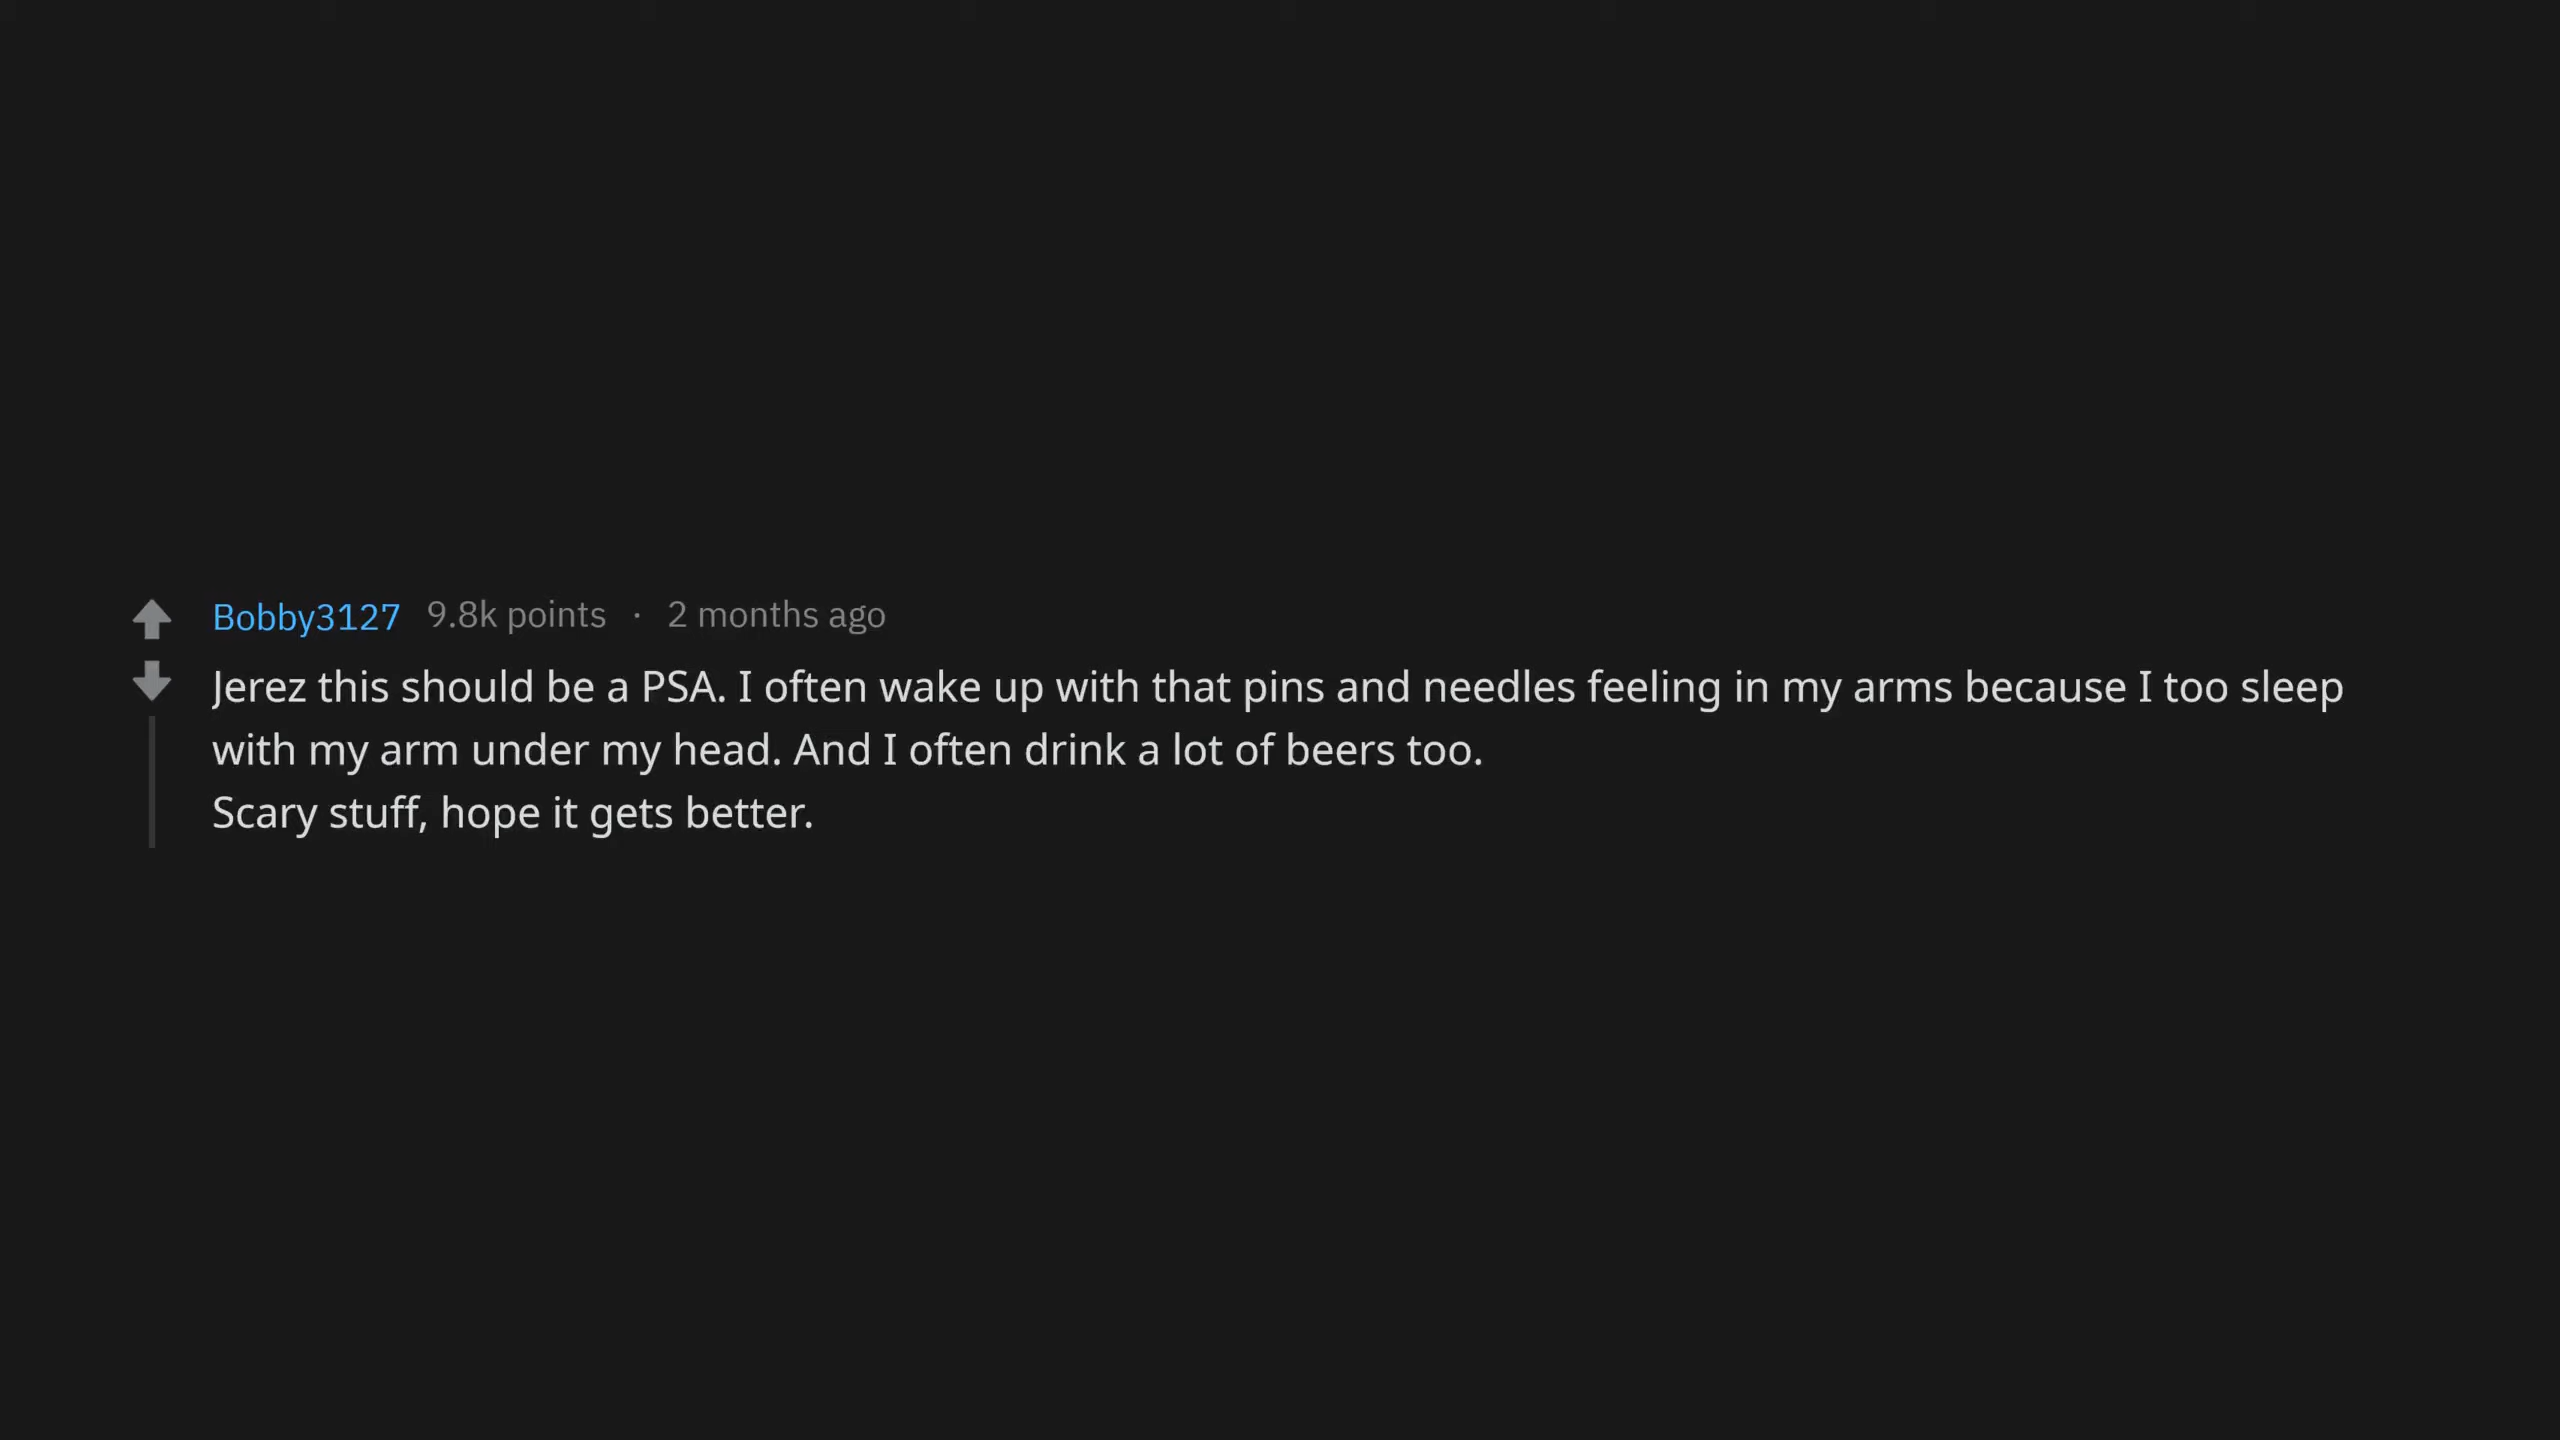 Bobby3127 9.8k points · 2 months ago
Jerez this should be a PSA. I often wake up with that pins and needles feeling in my arms because I too sleep
with my arm under my head. And I often drink a lot of beers too.
Scary stuff, hope it gets better.